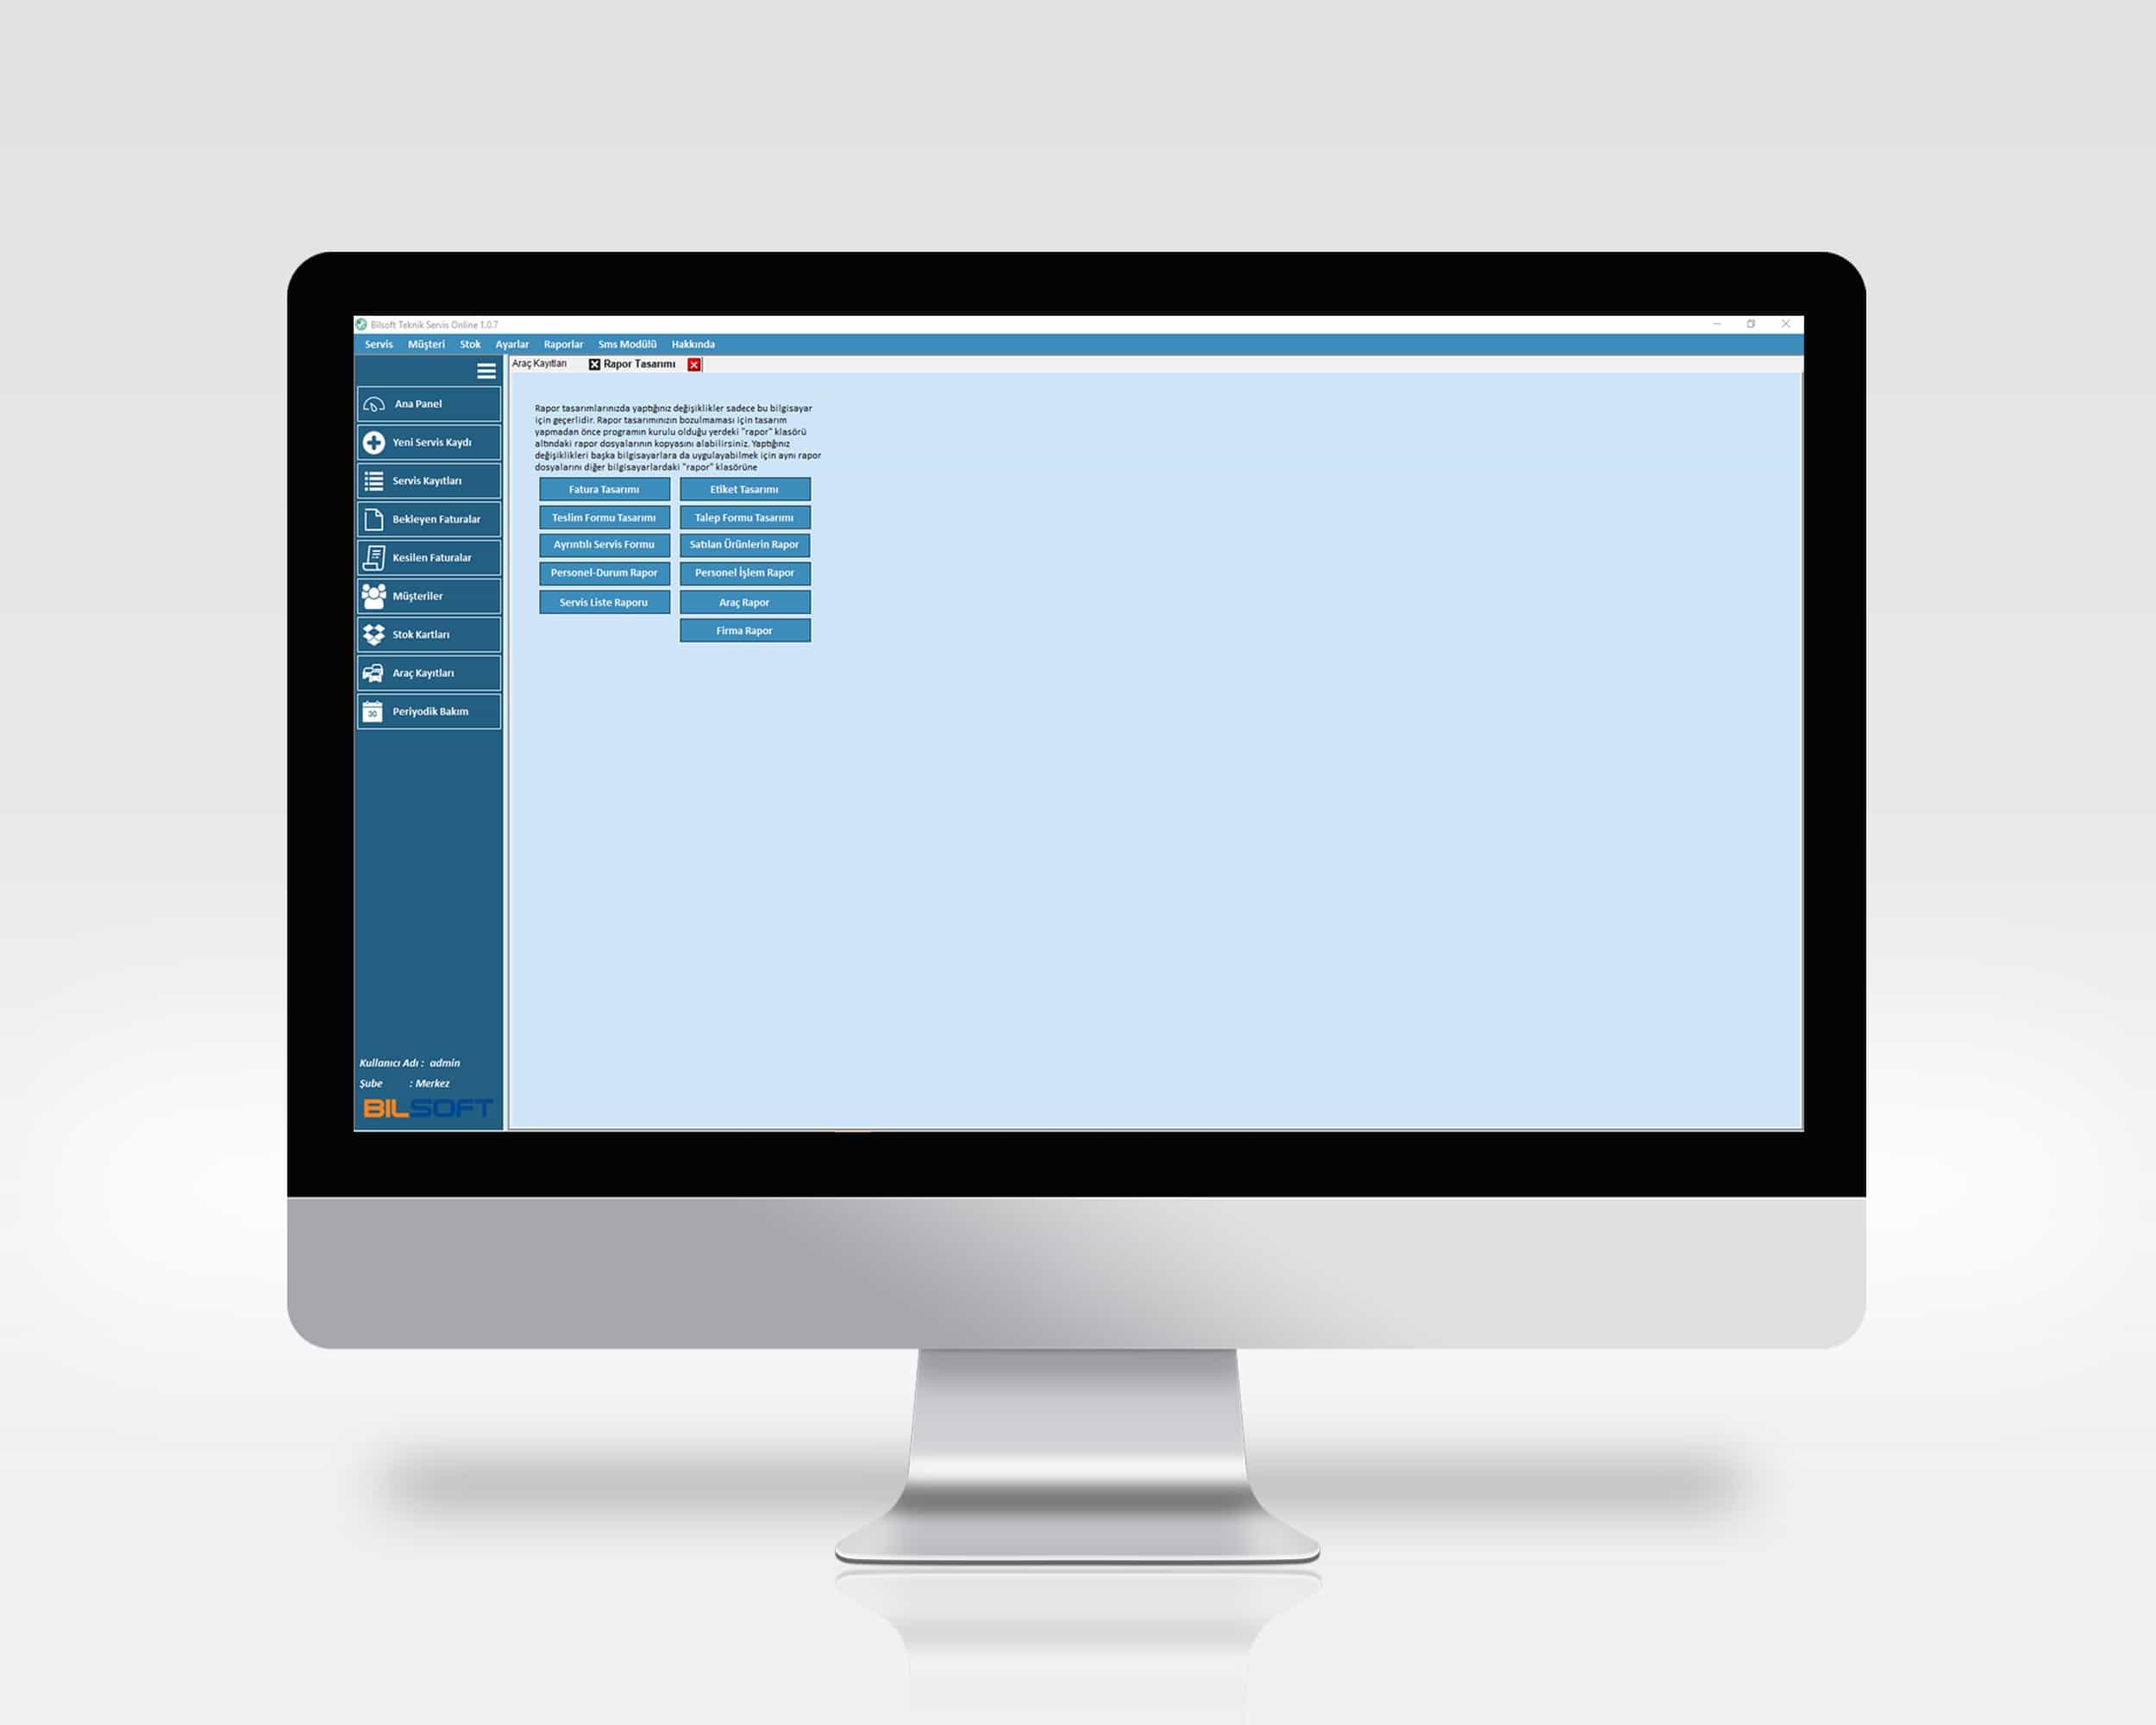 Bilsoft Teknik Servis Online 1.0.7
Servis Müşteri Stok Ayarlar Raporlar Sms Modülü Hakkında
Araç Kayıtları Rapor Tasarımı
Ana Panel
Yeni Servis Kaydı
Servis Kayıtları
Bekleyen Faturalar
Kesilen Faturalar
Müşteriler
Stok Kartları
Araç Kayıtları
30 Periyodik Bakım
Kullanıcı Adı : admin
Şube : Merkez
BILSOFT
Rapor tasarımlarınızda yaptığınız değişiklikler sadece bu bilgisayar
için geçerlidir. Rapor tasarımınızın bozulmaması için tasarım
yapmadan önce programın kurulu olduğu yerdeki "rapor" klasörü
altındaki rapor dosyalarının kopyasını alabilirsiniz. Yaptığınız
değişiklikleri başka bilgisayarlara da uygulayabilmek için aynı rapor
dosyalarını diğer bilgisayarlardaki "rapor" klasörüne
Fatura Tasarımı Etiket Tasarımı
Teslim Formu Tasarımı Talep Formu Tasarımı
Ayrıntılı Servis Formu Satılan Ürünlerin Rapor
Personel-Durum Rapor Personel İşlem Rapor
Servis Liste Raporu Araç Rapor
Firma Rapor